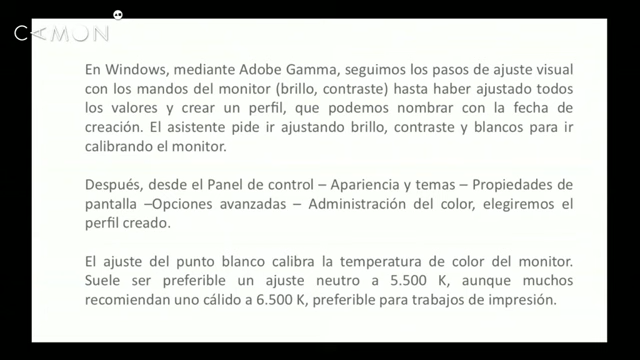 CAMON
En Windows, mediante Adobe Gamma, seguimos los pasos de ajuste visual
con los mandos del monitor (brillo, contraste) hasta haber ajustado todos
los valores y crear un perfil, que podemos nombrar con la fecha de
creación. El asistente pide ir ajustando brillo, contraste y blancos para ir
calibrando el monitor.
Después, desde el Panel de control – Apariencia y temas – Propiedades de
pantalla –Opciones avanzadas – Administración del color, elegiremos el
perfil creado.
El ajuste del punto blanco calibra la temperatura de color del monitor.
Suele ser preferible un ajuste neutro a 5.500 K, aunque muchos
recomiendan uno cálido a 6.500 K, preferible para trabajos de impresión.